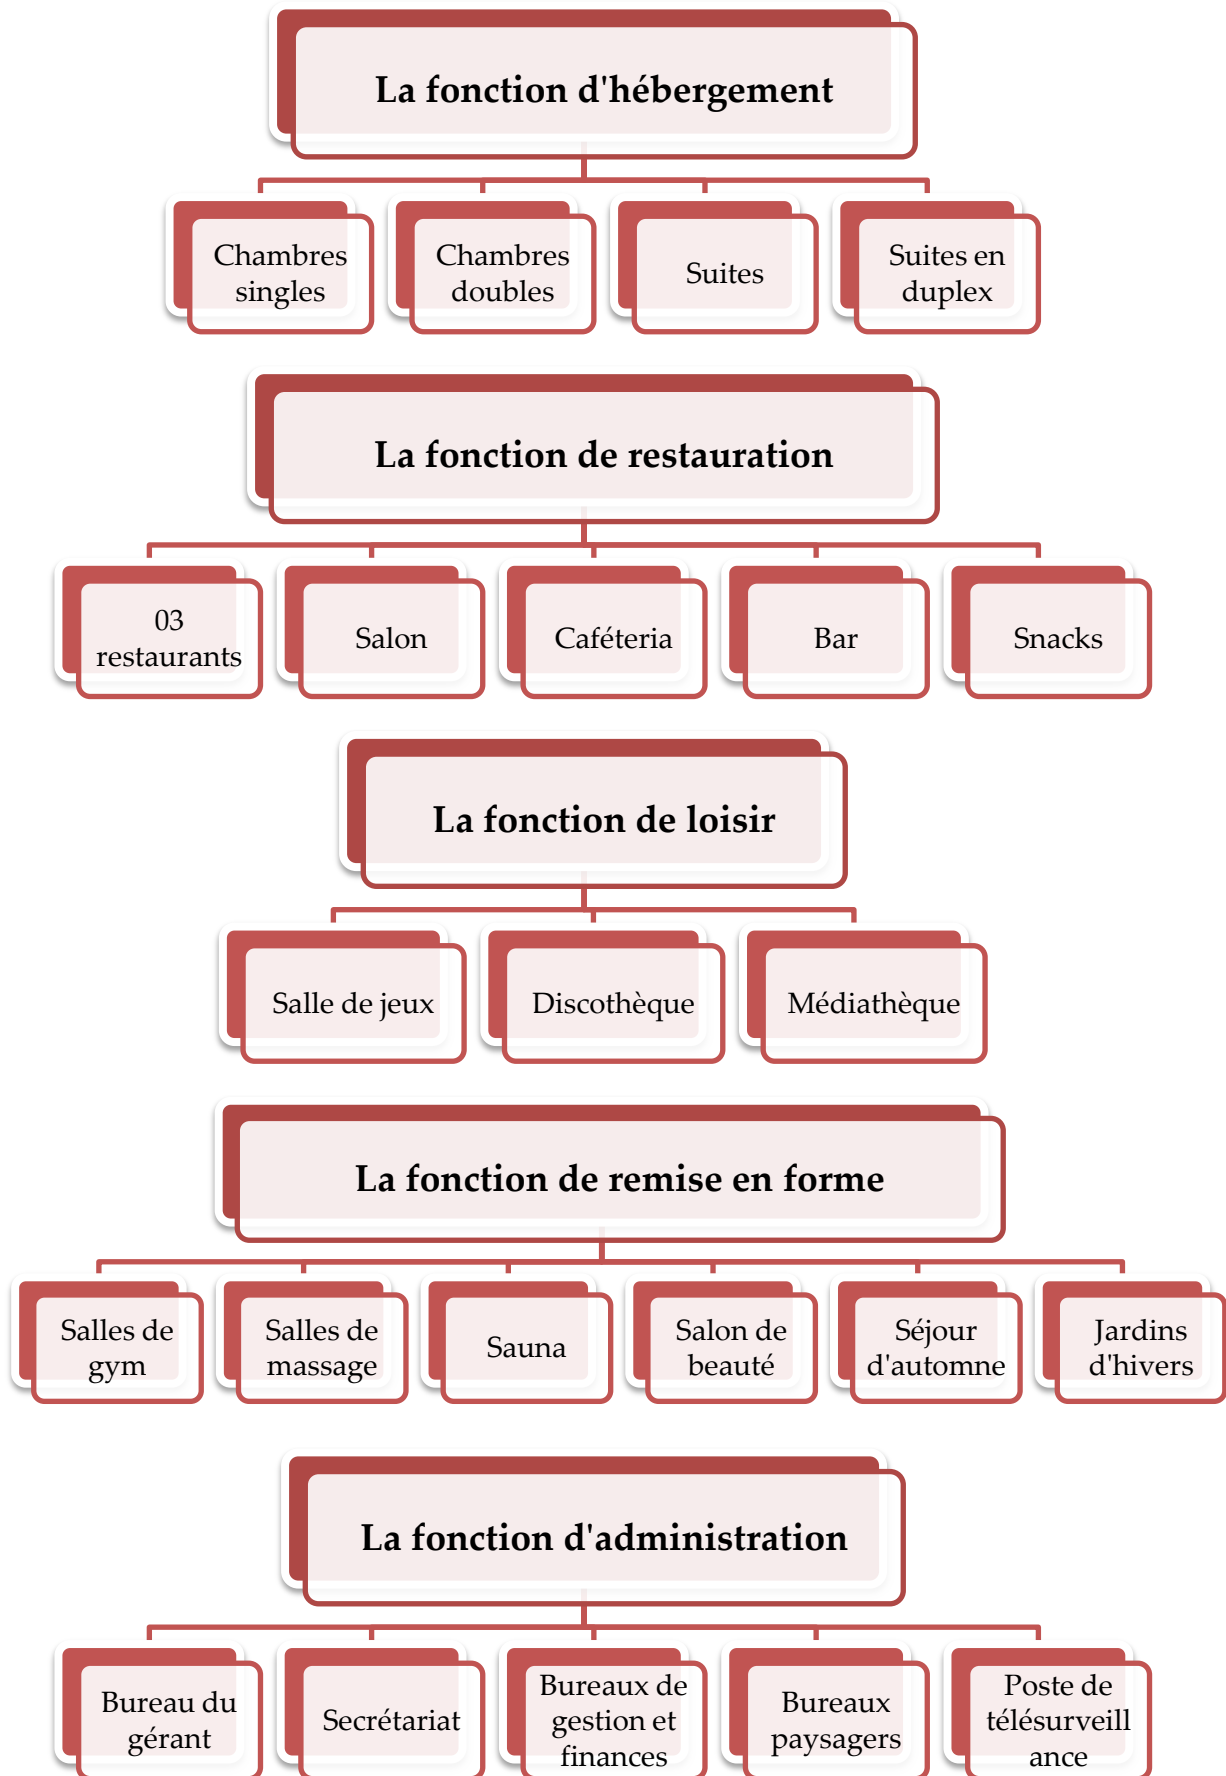 La fonction d'hébergement
Chambres
singles
Chambres
doubles
Suites
Suites en
duplex
La fonction de restauration
03
restaurants
Salon
Caféteria
Bar
Snacks
La fonction de loisir
Salle de jeux
Discothèque
Médiathèque
La fonction de remise en forme
Salles de
gym
Salles de
massage
Sauna
Salon de
beauté
Séjour
d'automne
Jardins
d'hivers
La fonction d'administration
Bureau du
gérant
Secrétariat
Bureaux de
gestion et
finances
Bureaux
paysagers
Poste de
télésurveill
ance